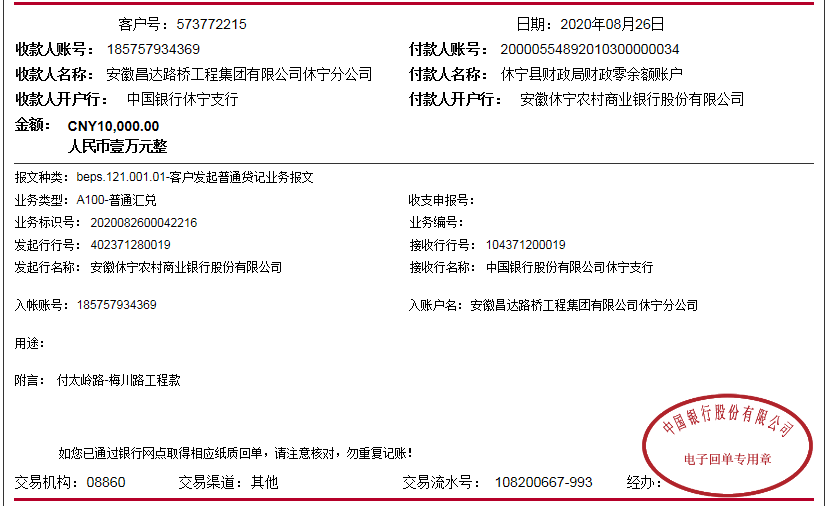 客户号：573772215 日期：2020年08月26日
收款人账号：185757934369 付款人账号：20000554892010300000034
收款人名称：安徽昌达路桥工程集团有限公司休宁分公司 付款人名称：休宁县财政局财政零余额账户
收款人开户行：中国银行休宁支行 付款人开户行：安徽休宁农村商业银行股份有限公司
金额：CNY10,000.00
人民币壹万元整
报文种类：beps.121.001.01-客户发起普通贷记业务报文
业务类型：A100-普通汇兑 收支申报号：
业务标识号：2020082600042216 业务编号：
发起行行号：402371280019 接收行行号：104371200019
发起行名称：安徽休宁农村商业银行股份有限公司 接收行名称：中国银行股份有限公司休宁支行
入帐账号：185757934369 入账户名：安徽昌达路桥工程集团有限公司休宁分公司
用途：
附言：付太岭路-梅川路工程款
中国银行股份有限公司
电子回单专用章
如您已通过银行网点取得相应纸质回单，请注意核对，勿重复记账！
交易机构：08860 交易渠道：其他 交易流水号：108200667-993 经办：